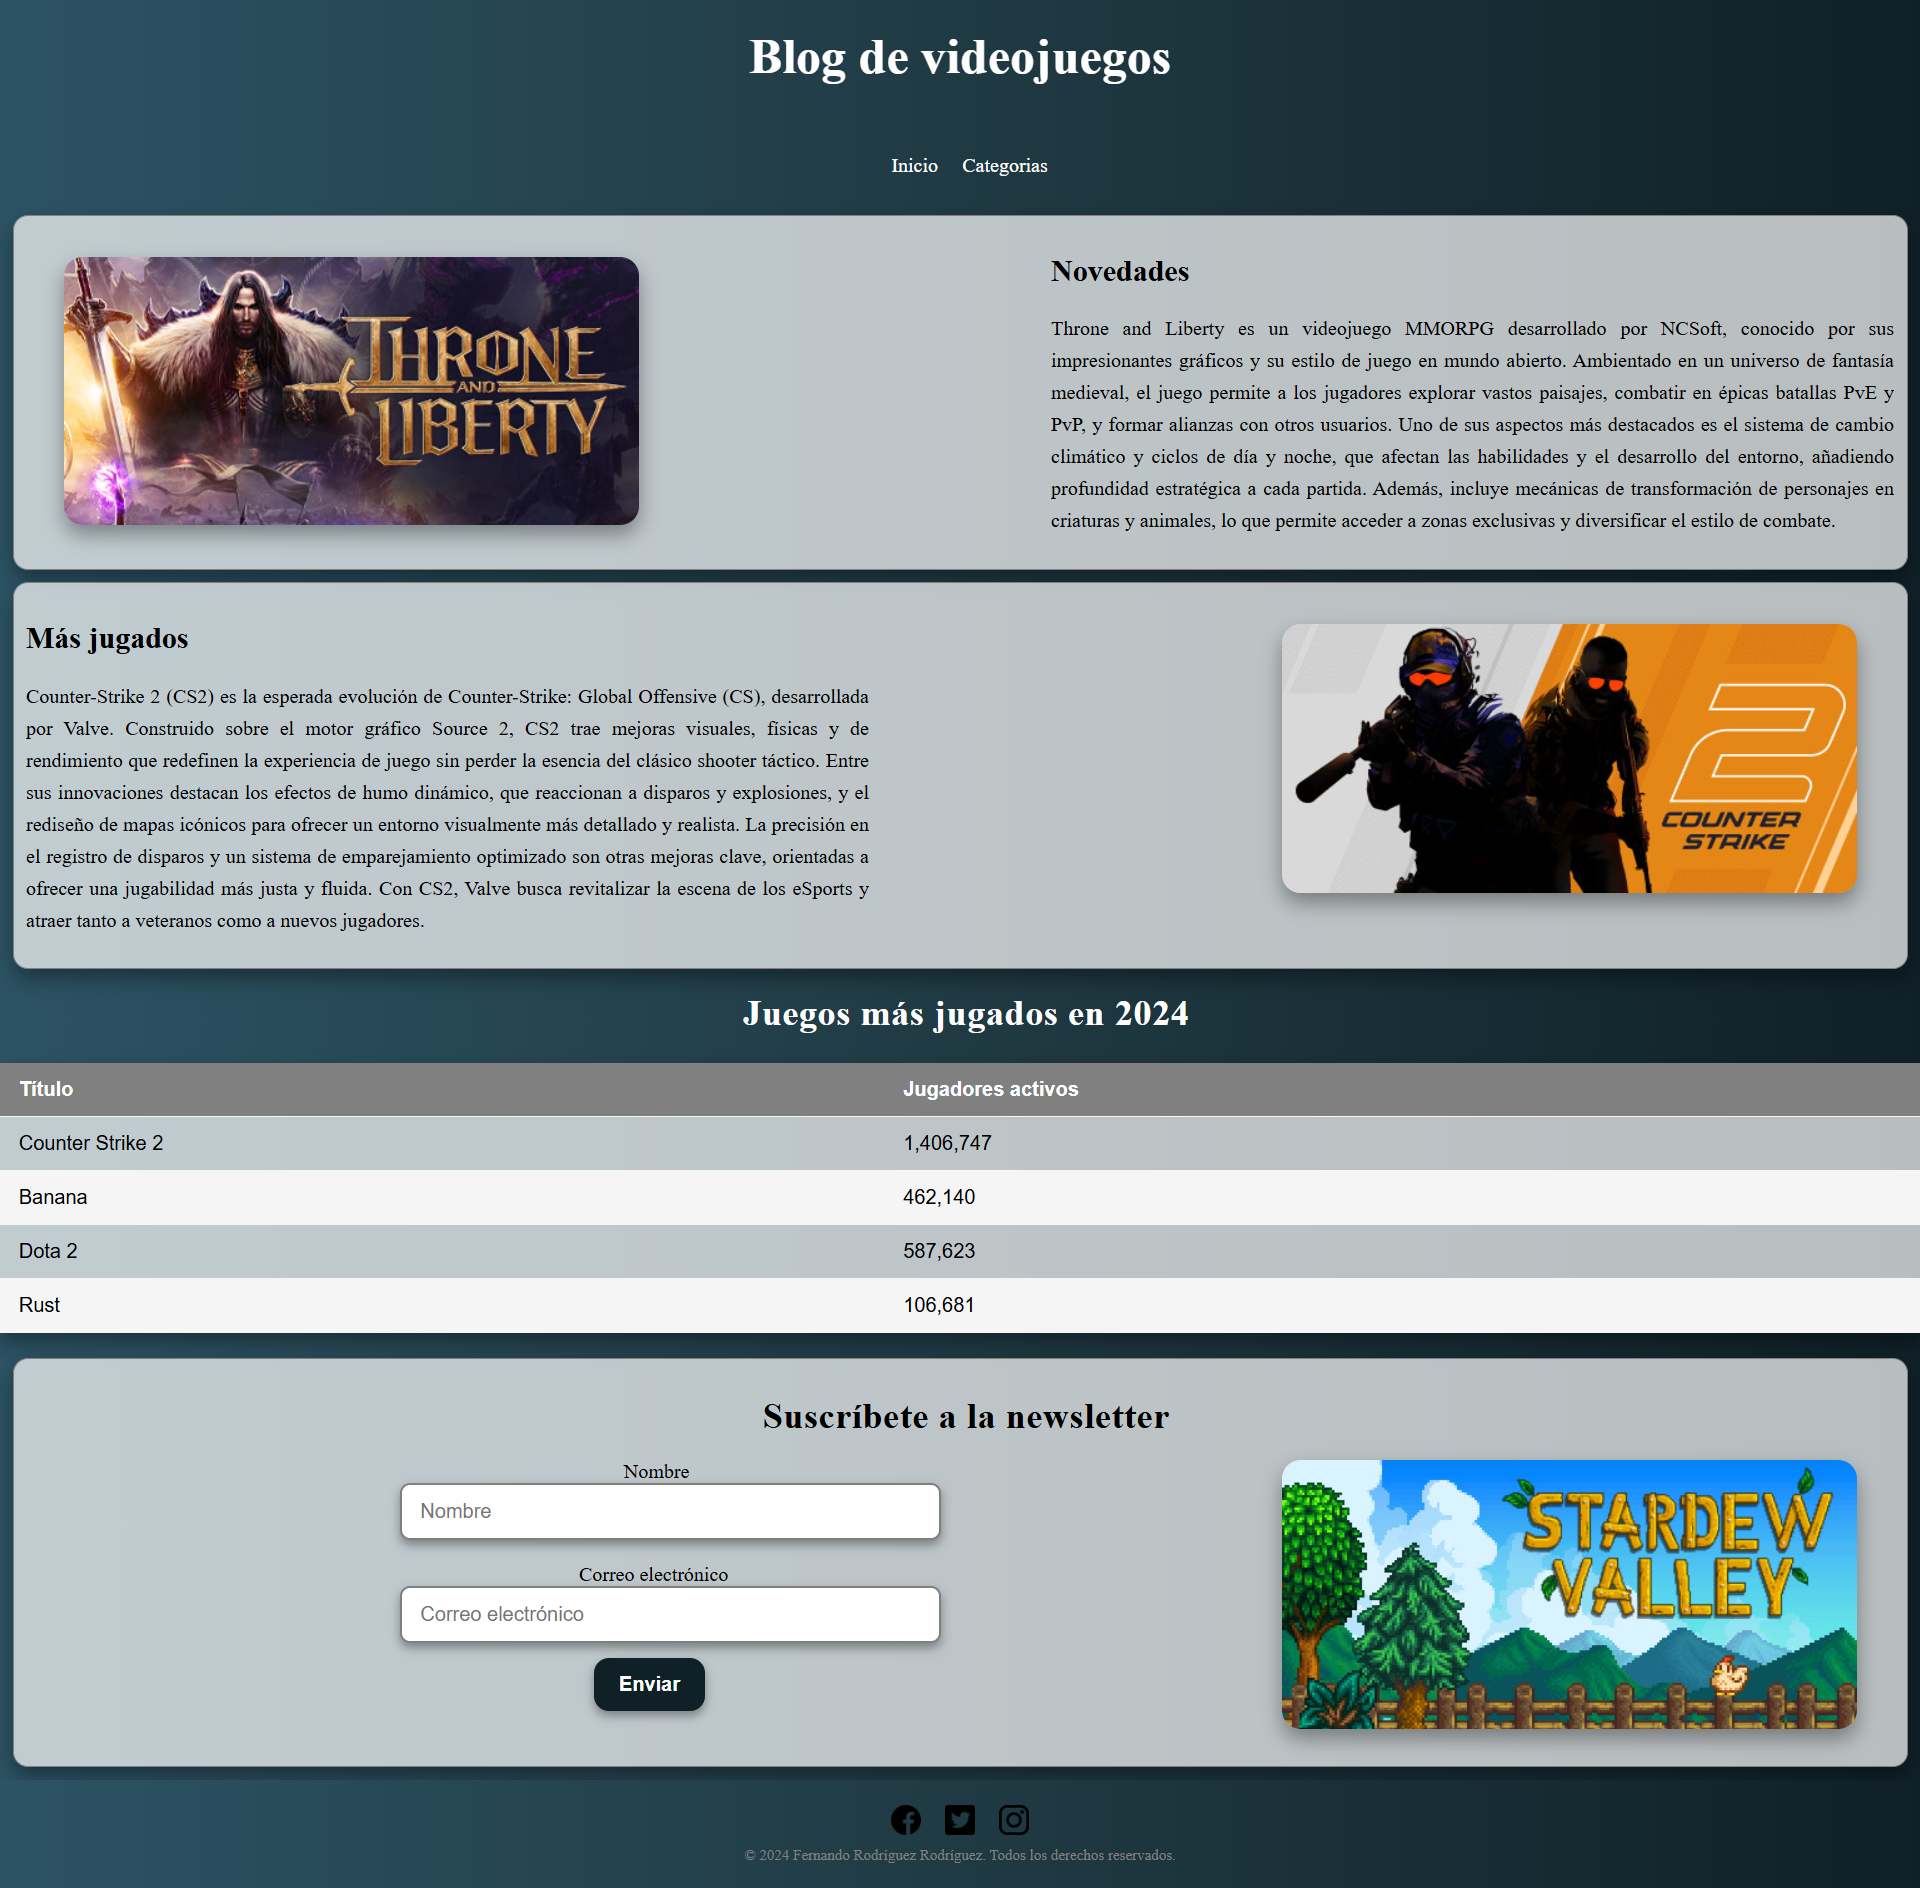 Blog de videojuegos
Inicio Categorias
THRONE
AND
LIBERTY
Novedades
Throne and Liberty es un videojuego MMORPG desarrollado por NCSoft, conocido por sus
impresionantes gráficos y su estilo de juego en mundo abierto. Ambientado en un universo de fantasía
medieval, el juego permite a los jugadores explorar vastos paisajes, combatir en épicas batallas PvE y
PvP, y formar alianzas con otros usuarios. Uno de sus aspectos más destacados es el sistema de cambio
climático y ciclos de día y noche, que afectan las habilidades y el desarrollo del entorno, añadiendo
profundidad estratégica a cada partida. Además, incluye mecánicas de transformación de personajes en
criaturas y animales, lo que permite acceder a zonas exclusivas y diversificar el estilo de combate.
Más jugados
Counter-Strike 2 (CS2) es la esperada evolución de Counter-Strike: Global Offensive (CS), desarrollada
por Valve. Construido sobre el motor gráfico Source 2, CS2 trae mejoras visuales, físicas y de
rendimiento que redefinen la experiencia de juego sin perder la esencia del clásico shooter táctico. Entre
sus innovaciones destacan los efectos de humo dinámico, que reaccionan a disparos y explosiones, y el
rediseño de mapas icónicos para ofrecer un entorno visualmente más detallado y realista. La precisión en
el registro de disparos y un sistema de emparejamiento optimizado son otras mejoras clave, orientadas a
ofrecer una jugabilidad más justa y fluida. Con CS2, Valve busca revitalizar la escena de los eSports y
atraer tanto a veteranos como a nuevos jugadores.
2
COUNTER
STRIKE
Juegos más jugados en 2024
Título Jugadores activos
Counter Strike 2 1,406,747
Banana 462,140
Dota 2 587,623
Rust 106,681
Suscríbete a la newsletter
Nombre
Nombre
Correo electrónico
Correo electrónico
Enviar
STARDEW
VALLEY
© 2024 Fernando Rodríguez Rodríguez. Todos los derechos reservados.